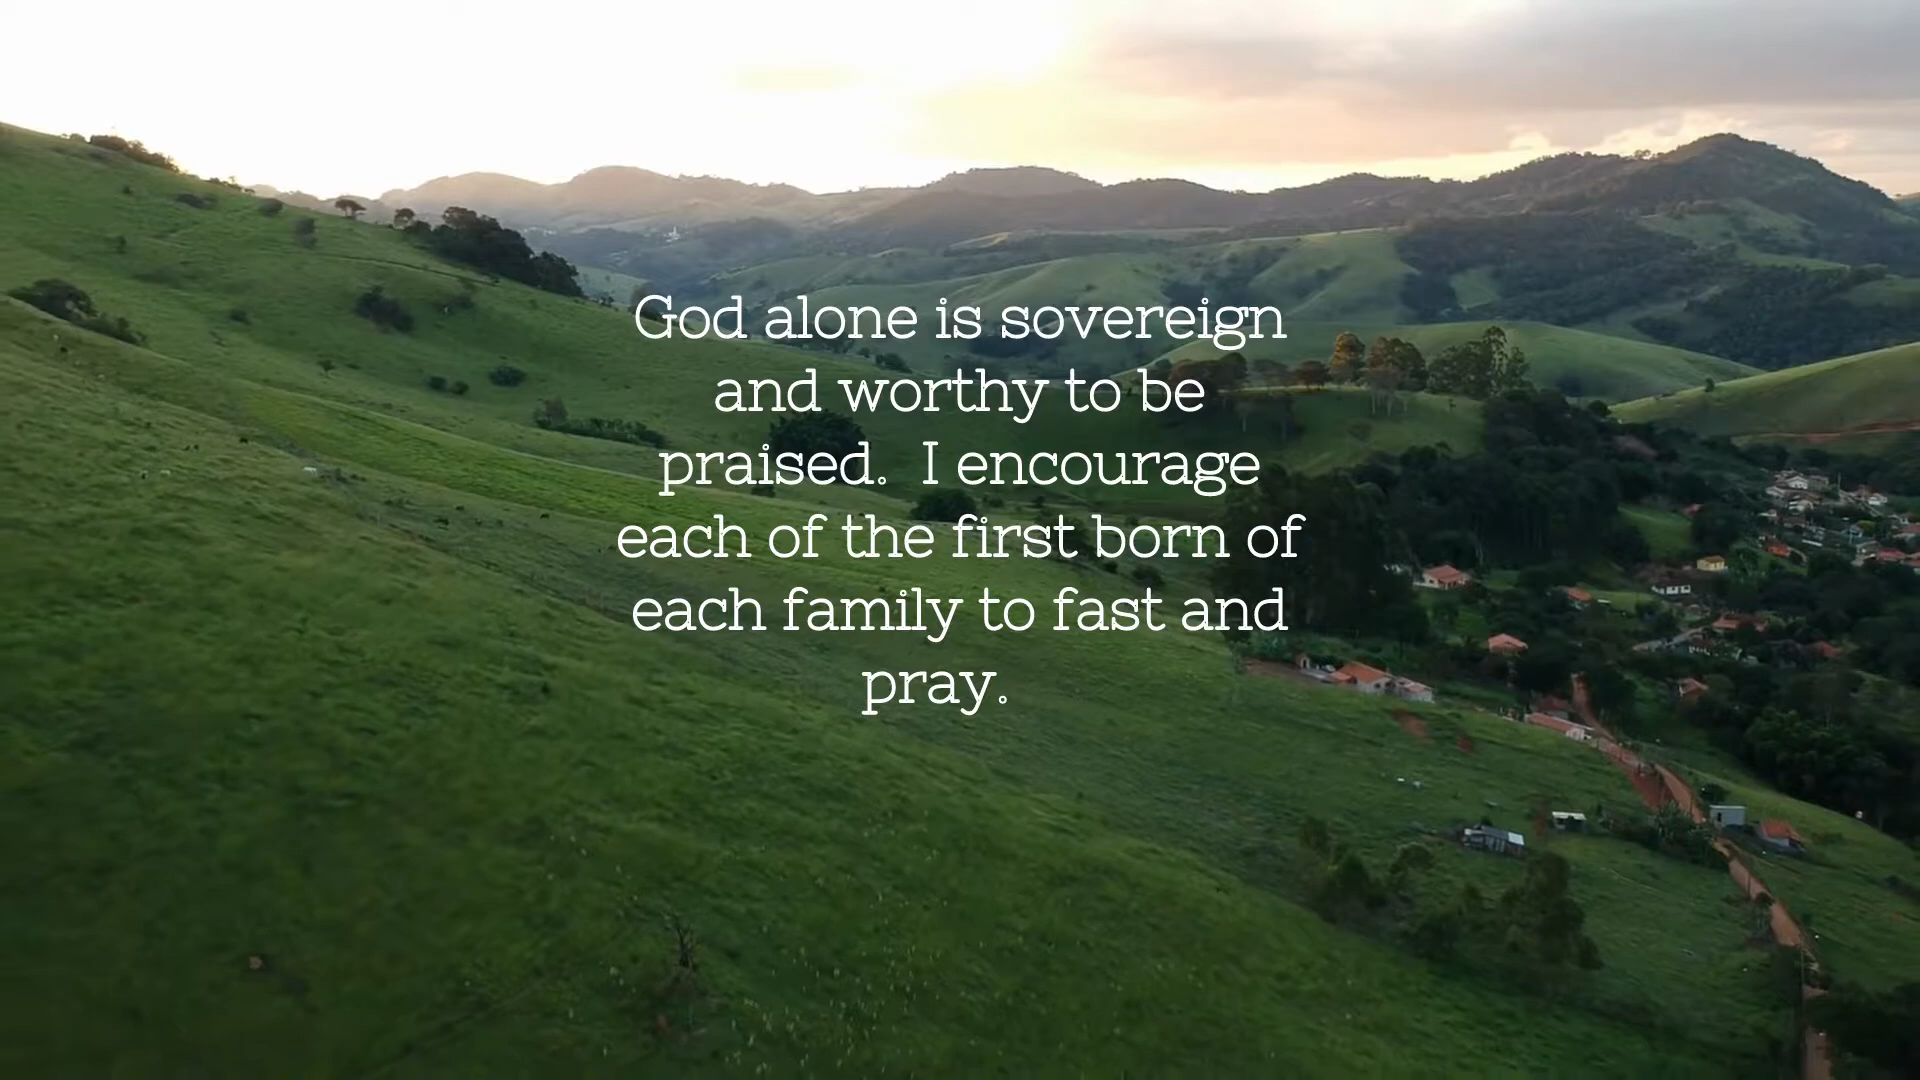 God alone is sovereign
and worthy to be
praised.  I encourage
each of the first born of
each family to fast and
pray.